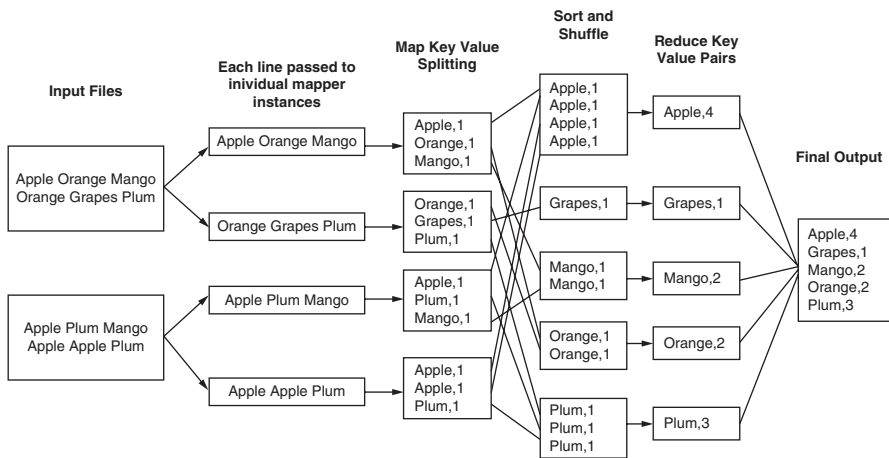 Input Files
Each line passed to
inividual mapper
instances
Map Key Value
Splitting
Sort and
Shuffle
Reduce Key
Value Pairs
Final Output
Apple Orange Mango
Orange Grapes Plum
Apple Plum Mango
Apple Apple Plum
Apple Orange Mango
Orange Grapes Plum
Apple Plum Mango
Apple Apple Plum
Apple,1
Orange,1
Mango,1
Orange,1
Grapes,1
Plum,1
Apple,1
Plum,1
Mango,1
Apple,1
Apple,1
Plum,1
Apple,1
Apple,1
Apple,1
Apple,1
Grapes,1
Mango,1
Mango,1
Orange,1
Orange,1
Plum,1
Plum,1
Plum,1
Apple,4
Grapes,1
Mango,2
Orange,2
Plum,3
Apple,4
Grapes,1
Mango,2
Orange,2
Plum,3